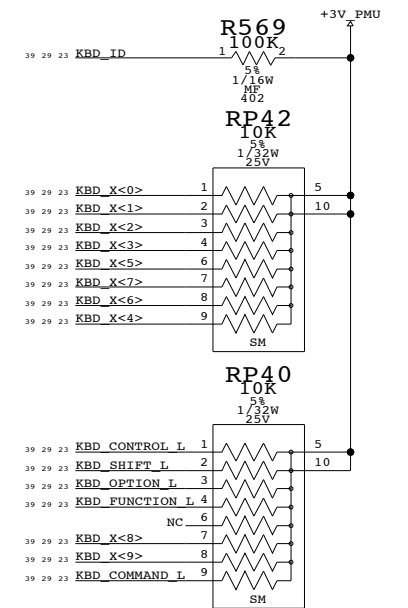 +3V_PMU
R569
100K
39 29 23 KBD_ID 1 2
5%
1/16W
MF
402
RP42
10K
5%
1/32W
25V
39 29 23 KBD_X<0> 1 5
39 29 23 KBD_X<1> 2 10
39 29 23 KBD_X<2> 3
39 29 23 KBD_X<3> 4
39 29 23 KBD_X<5> 6
39 29 23 KBD_X<7> 7
39 29 23 KBD_X<6> 8
39 29 23 KBD_X<4> 9
SM
RP40
10K
5%
1/32W
25V
39 29 23 KBD_CONTROL_L 1 5
39 29 23 KBD_SHIFT_L 2 10
39 29 23 KBD_OPTION_L 3
39 29 23 KBD_FUNCTION_L 4
NC 6
39 29 23 KBD_X<8> 7
39 29 23 KBD_X<9> 8
39 29 23 KBD_COMMAND_L 9
SM